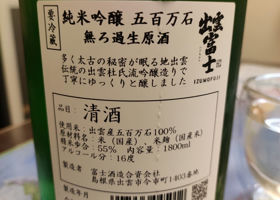 要冷蔵
純米吟醸 五百万石
無ろ過生原酒
出雲富士
IZUMOFUJI
多くの太古の秘密が眠る地出雲
伝統の出雲杜氏流吟醸造りで
丁寧にゆっくりと醸しました
品目:
清酒
使用米:出雲産五百万石100%
原材料名:米(国産)、米麹(国産米)
精米歩合:55% 内容量:1800ml
アルコール分:16度
製造者:富士酒造合資会社
島根県出雲市今市町1403番地
製造年月